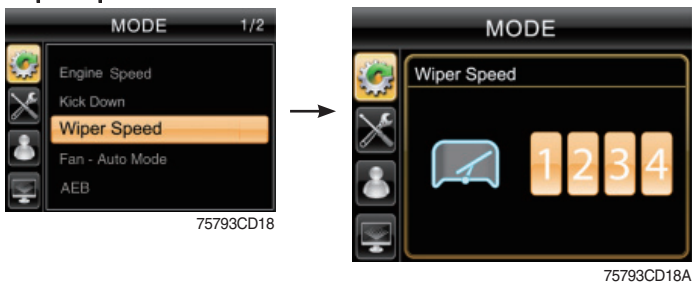 MODE 1/2
Engine Speed
Kick Down
Wiper Speed
Fan - Auto Mode
AEB
75793CD18
MODE
Wiper Speed
1 2 3 4
75793CD18A